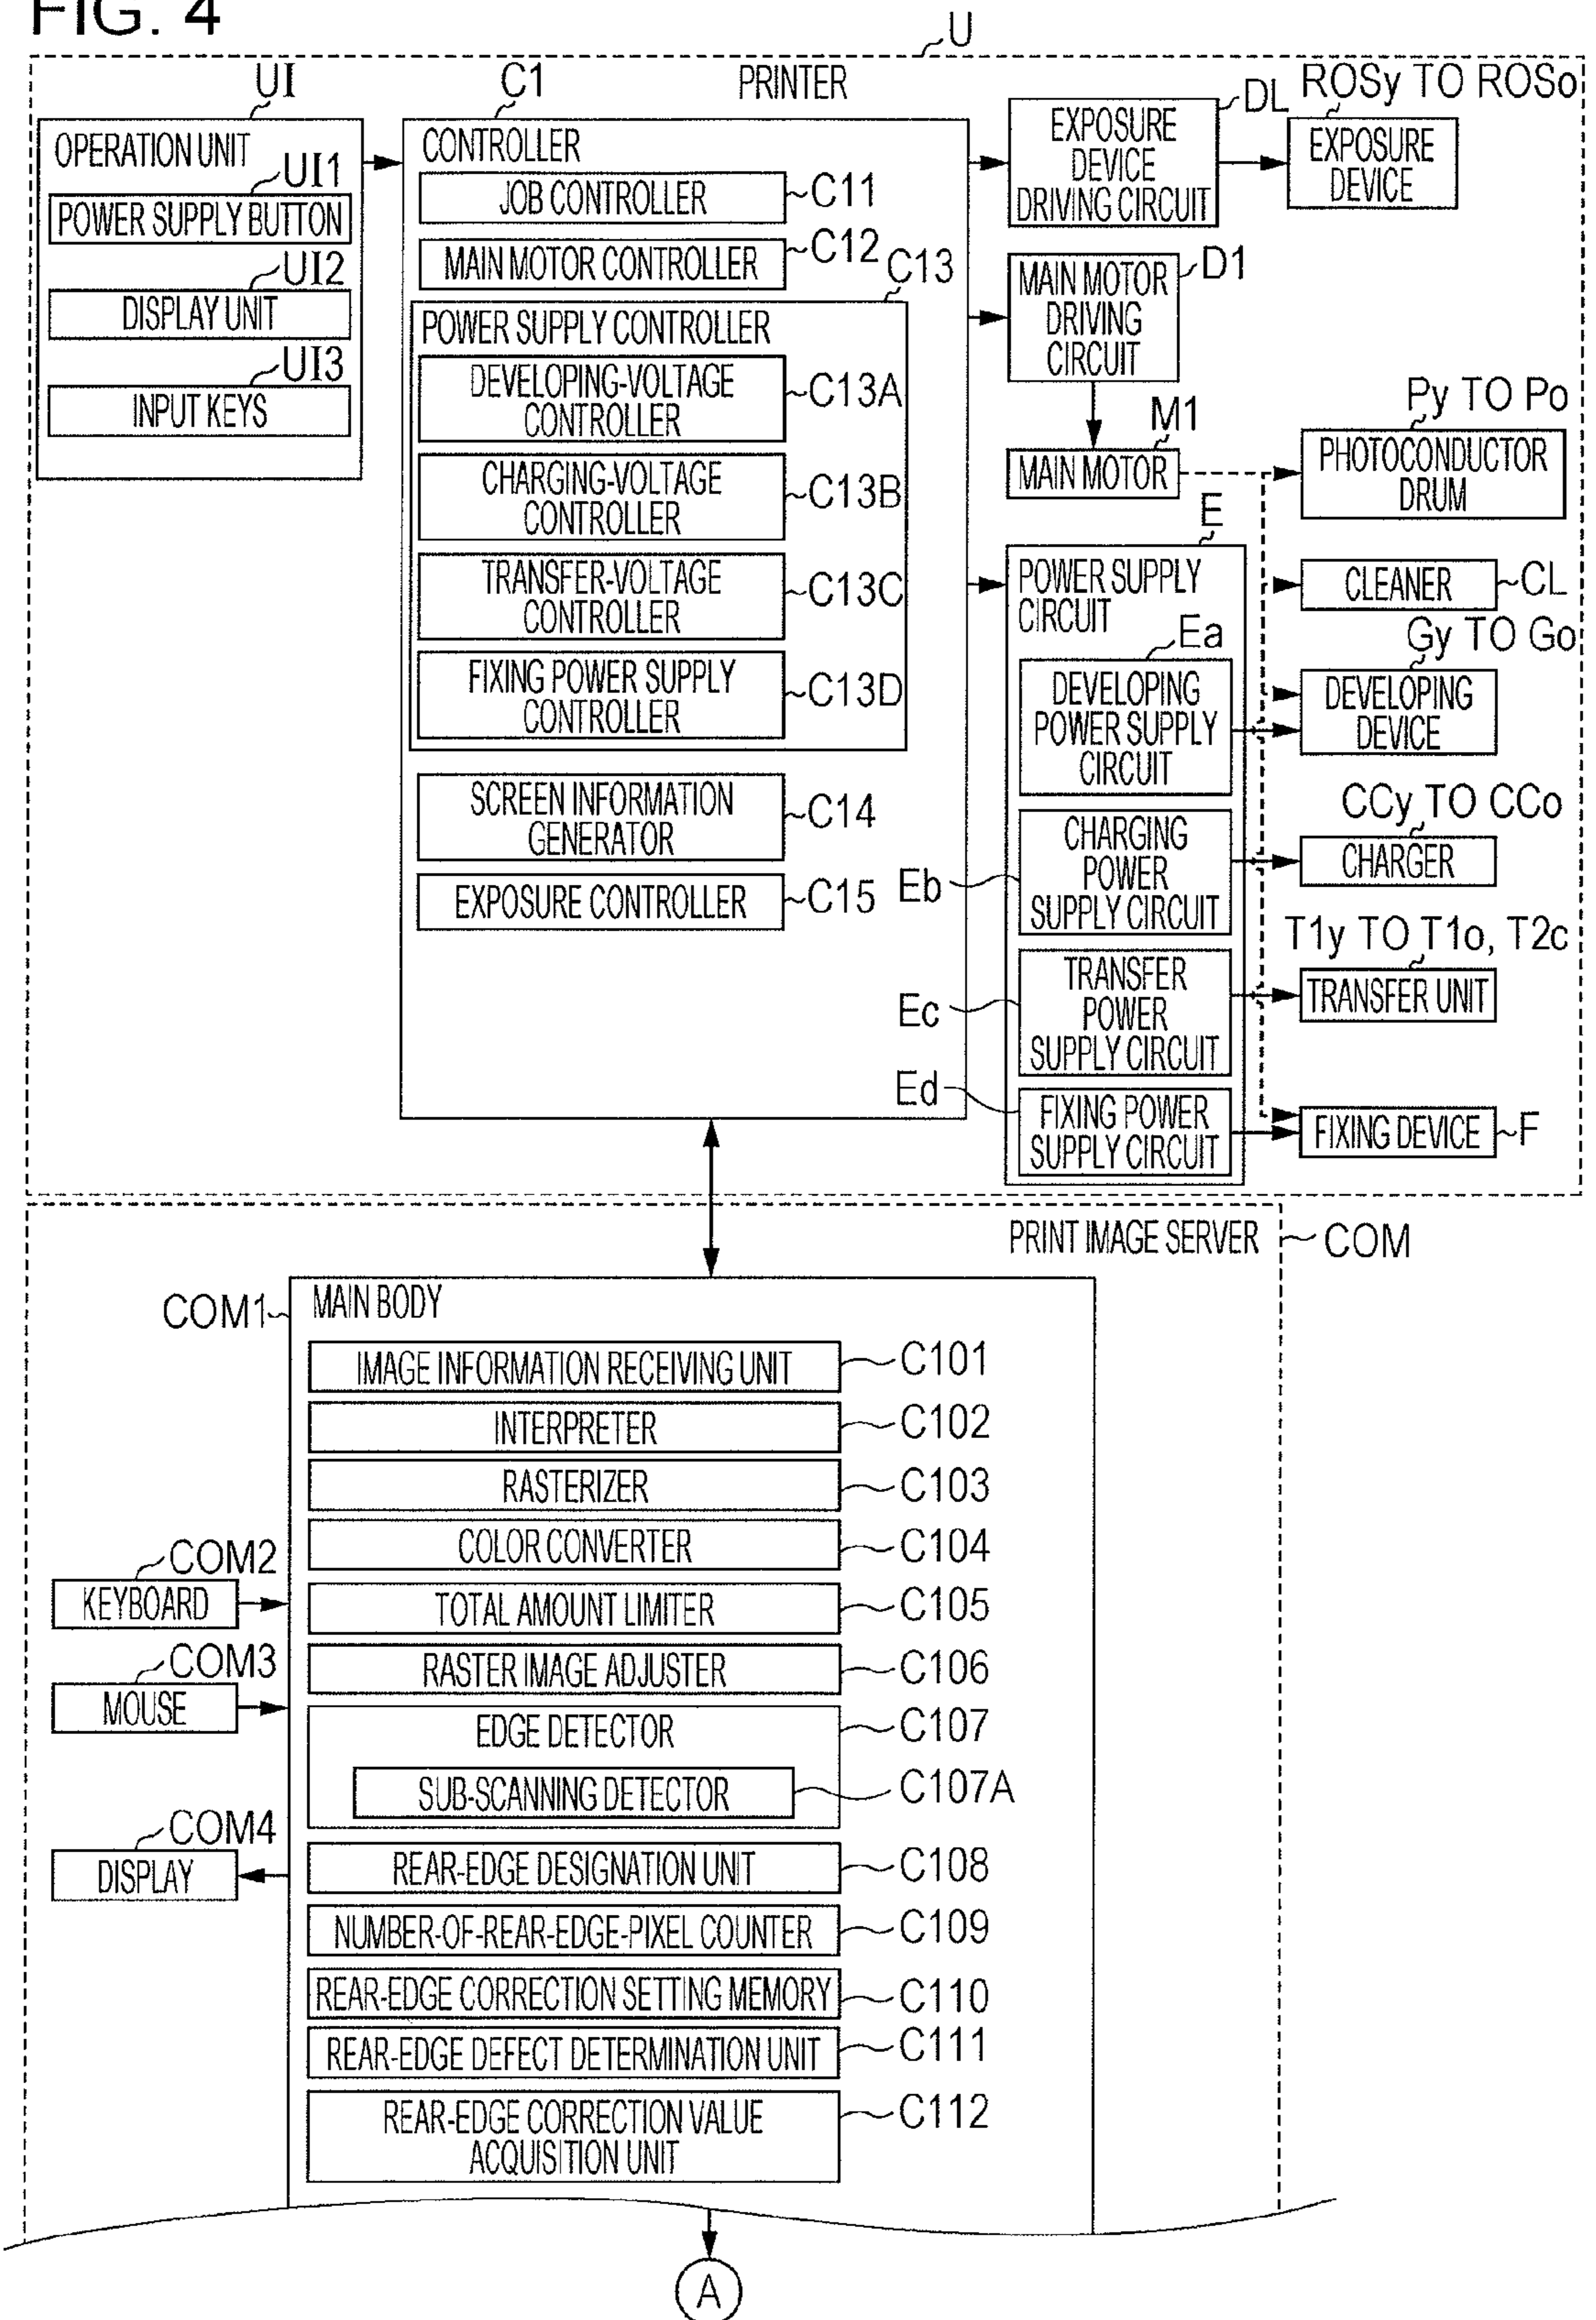 FIG. 4
U
PRINTER
UI
OPERATION UNIT
UI1
POWER SUPPLY BUTTON
UI2
DISPLAY UNIT
UI3
INPUT KEYS
C1
CONTROLLER
JOB CONTROLLER
C11
MAIN MOTOR CONTROLLER
C12
C13
POWER SUPPLY CONTROLLER
DEVELOPING-VOLTAGE
CONTROLLER
C13A
CHARGING-VOLTAGE
CONTROLLER
C13B
TRANSFER-VOLTAGE
CONTROLLER
C13C
FIXING POWER SUPPLY
CONTROLLER
C13D
SCREEN INFORMATION
GENERATOR
C14
EXPOSURE CONTROLLER
C15
DL
EXPOSURE
DEVICE
DRIVING CIRCUIT
ROSy TO ROSo
EXPOSURE
DEVICE
D1
MAIN MOTOR
DRIVING
CIRCUIT
M1
MAIN MOTOR
Py TO Po
PHOTOCONDUCTOR
DRUM
E
POWER SUPPLY
CIRCUIT
CLEANER
CL
Ea
DEVELOPING
POWER SUPPLY
CIRCUIT
Gy TO Go
DEVELOPING
DEVICE
Eb
CHARGING
POWER
SUPPLY CIRCUIT
CCy TO CCo
CHARGER
Ec
TRANSFER
POWER
SUPPLY CIRCUIT
T1y TO T1o, T2c
TRANSFER UNIT
Ed
FIXING POWER
SUPPLY CIRCUIT
FIXING DEVICE
F
PRINT IMAGE SERVER
COM
COM1
MAIN BODY
IMAGE INFORMATION RECEIVING UNIT
C101
INTERPRETER
C102
RASTERIZER
C103
COLOR CONVERTER
C104
COM2
KEYBOARD
TOTAL AMOUNT LIMITER
C105
COM3
MOUSE
RASTER IMAGE ADJUSTER
C106
EDGE DETECTOR
C107
SUB-SCANNING DETECTOR
C107A
COM4
DISPLAY
REAR-EDGE DESIGNATION UNIT
C108
NUMBER-OF-REAR-EDGE-PIXEL COUNTER
C109
REAR-EDGE CORRECTION SETTING MEMORY
C110
REAR-EDGE DEFECT DETERMINATION UNIT
C111
REAR-EDGE CORRECTION VALUE
ACQUISITION UNIT
C112
A